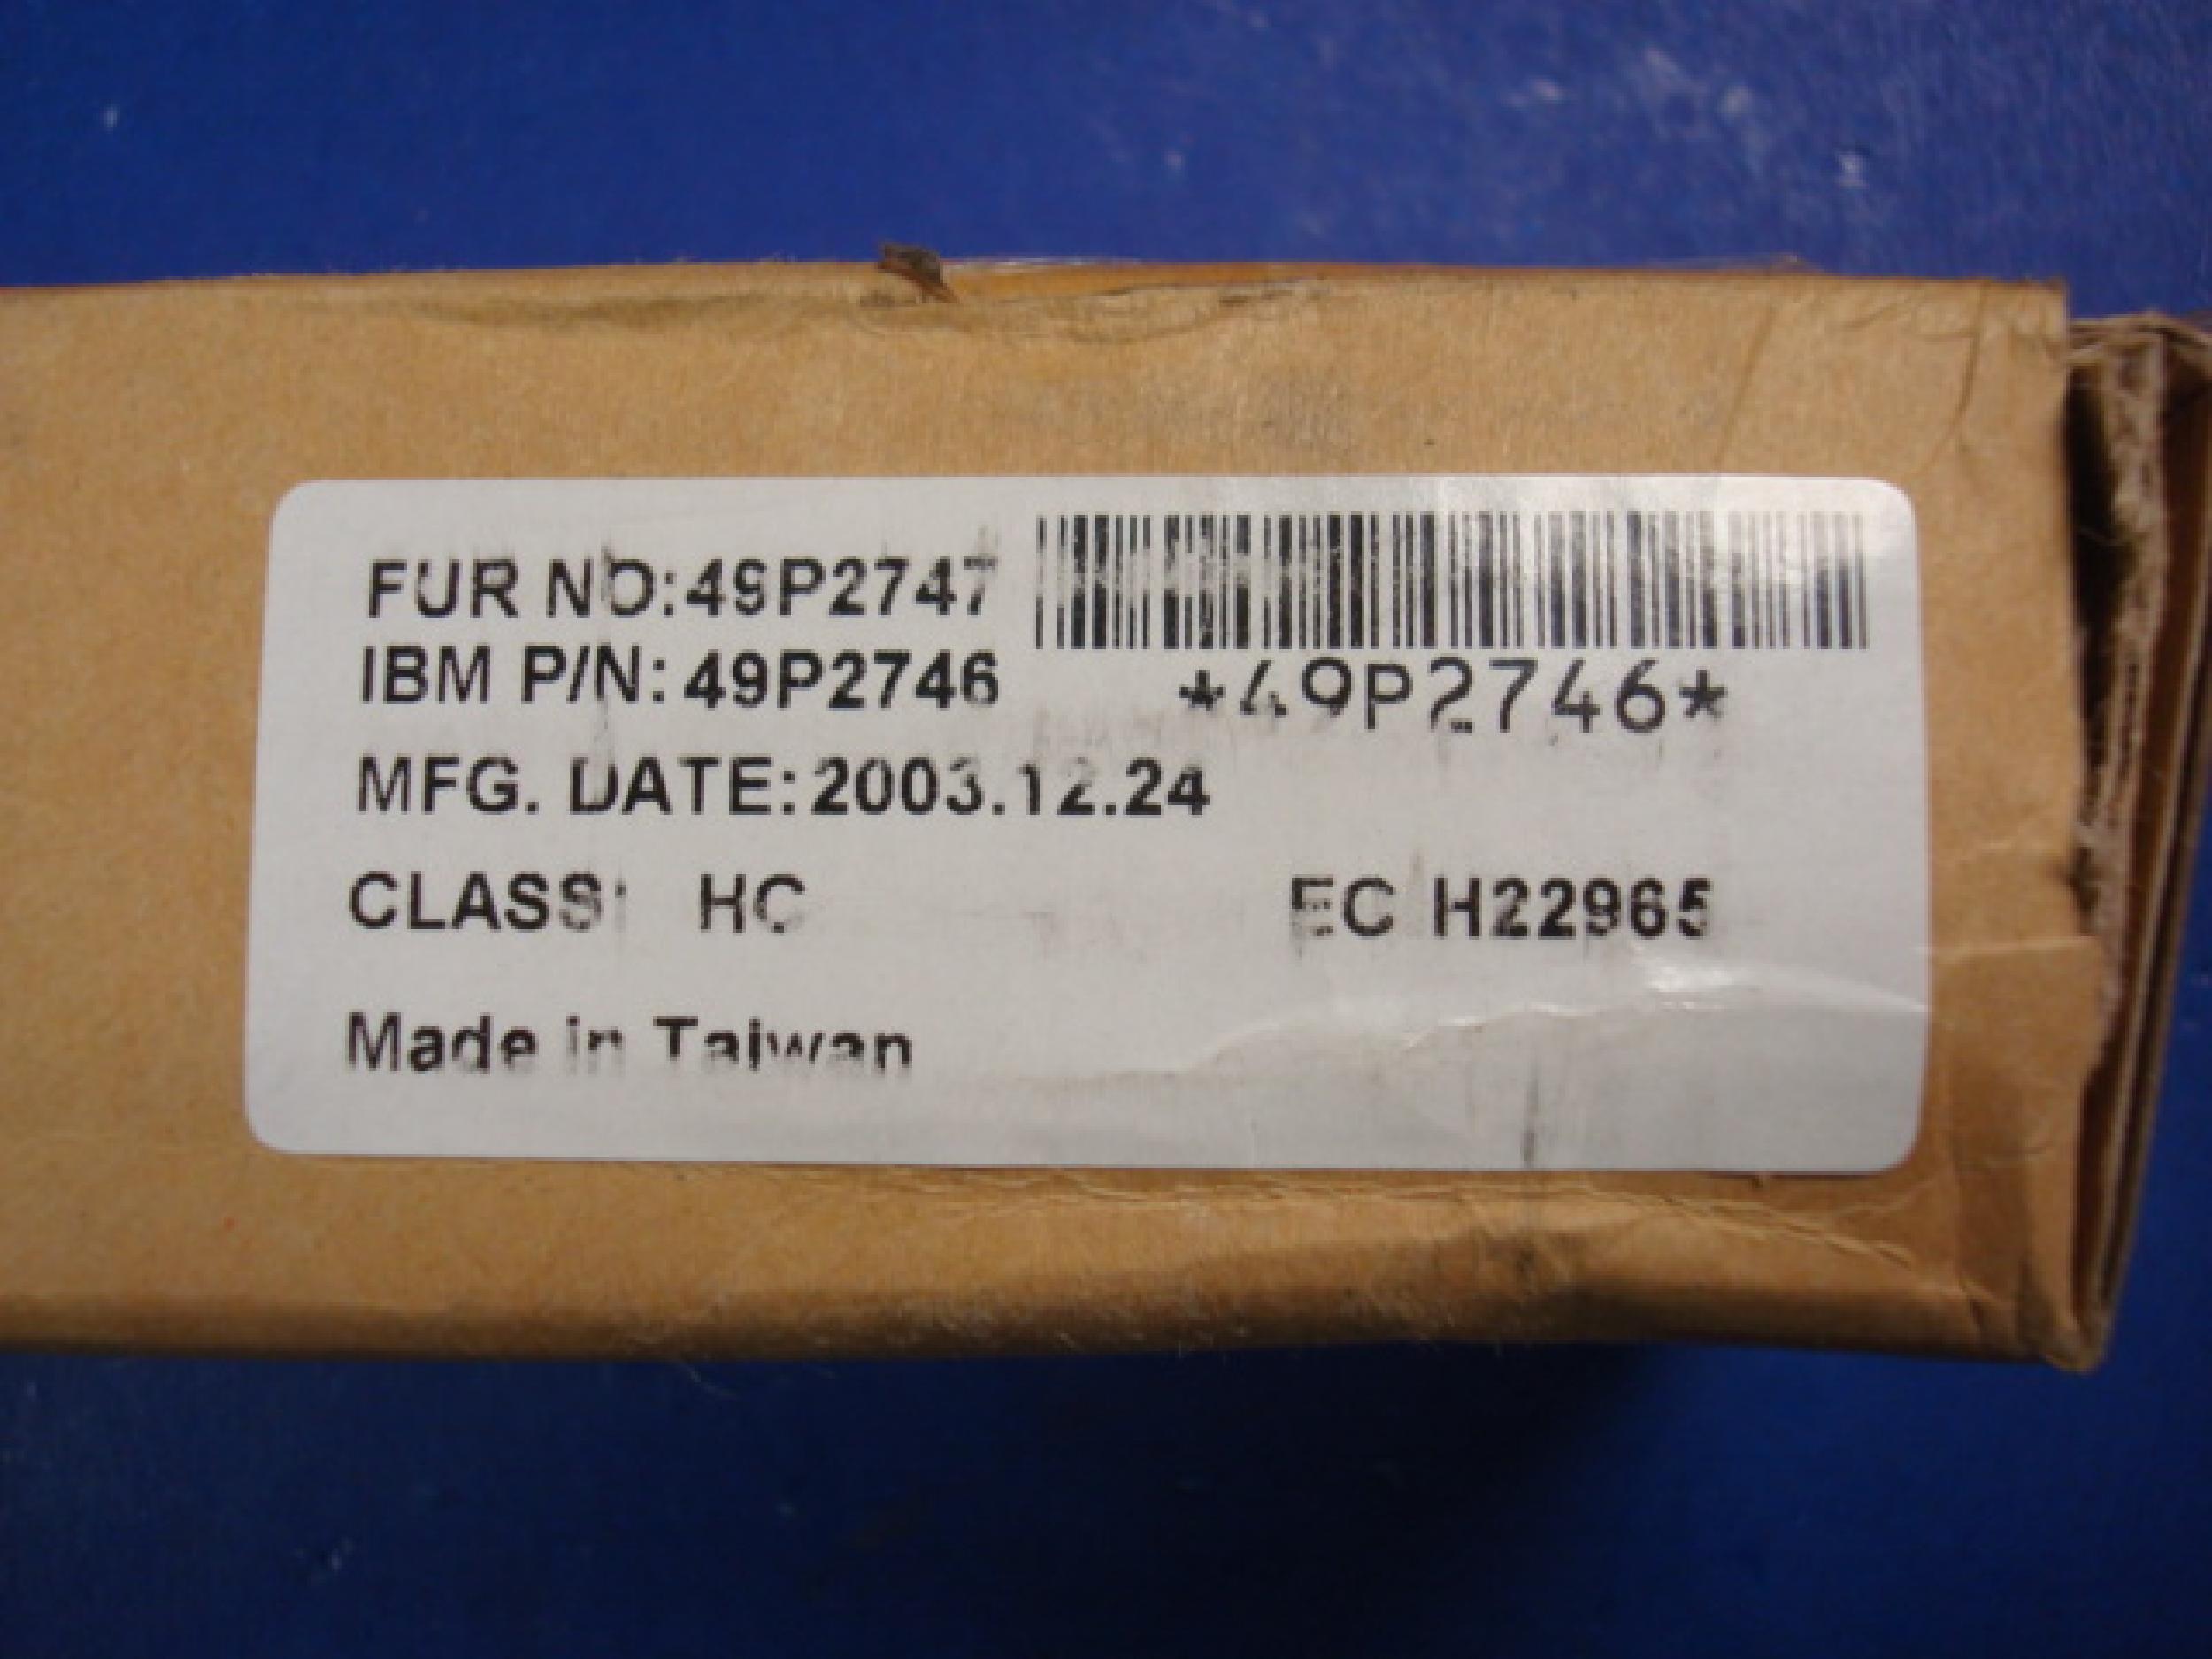 FUR NO:49P2747
IBM P/N: 49P2746
*49P2746*
MFG. DATE: 2003.12.24
CLASS: HC
EC H22965
Made in Taiwan